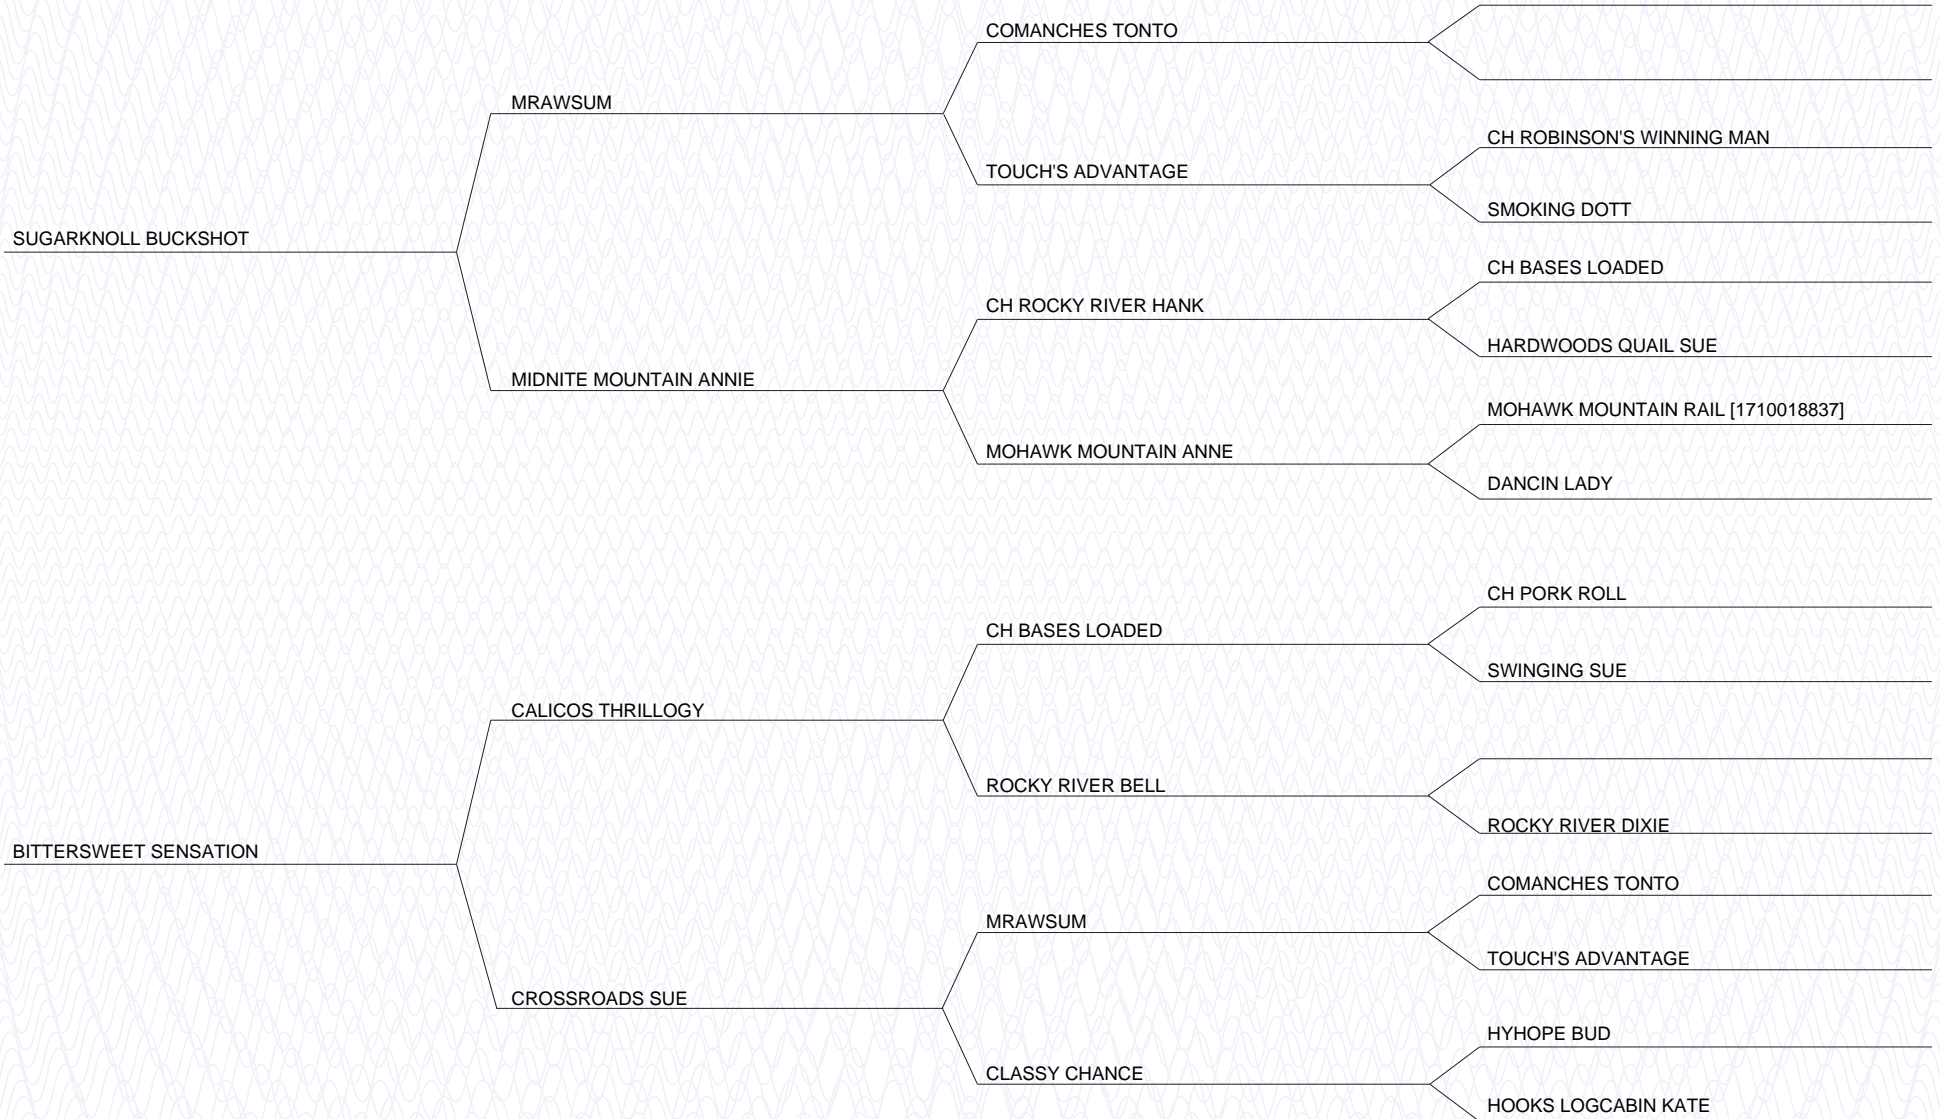 COMANCHES TONTO
MRAWSUM
CH ROBINSON'S WINNING MAN
TOUCH'S ADVANTAGE
SMOKING DOTT
SUGARKNOLL BUCKSHOT
CH BASES LOADED
CH ROCKY RIVER HANK
HARDWOODS QUAIL SUE
MIDNITE MOUNTAIN ANNIE
MOHAWK MOUNTAIN RAIL [1710018837]
MOHAWK MOUNTAIN ANNE
DANCIN LADY
CH PORK ROLL
CH BASES LOADED
SWINGING SUE
CALICOS THRILLOGY
ROCKY RIVER BELL
ROCKY RIVER DIXIE
BITTERSWEET SENSATION
COMANCHES TONTO
MRAWSUM
TOUCH'S ADVANTAGE
CROSSROADS SUE
HYHOPE BUD
CLASSY CHANCE
HOOKS LOGCABIN KATE